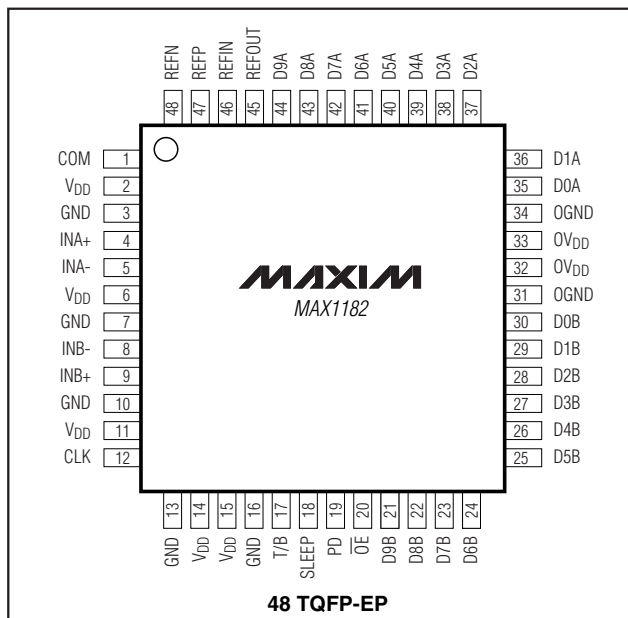 REFN
REFP
REFIN
REFOUT
D9A
D8A
D7A
D6A
D5A
D4A
D3A
D2A
48
47
46
45
44
43
42
41
40
39
38
37
COM 1
VDD 2
GND 3
INA+ 4
INA- 5
VDD 6
GND 7
INB- 8
INB+ 9
GND 10
VDD 11
CLK 12
MAXIM
MAX1182
36 D1A
35 D0A
34 OGND
33 OVDD
32 OVDD
31 OGND
30 D0B
29 D1B
28 D2B
27 D3B
26 D4B
25 D5B
13
14
15
16
17
18
19
20
21
22
23
24
GND
VDD
VDD
GND
T/B
SLEEP
PD
OE
D9B
D8B
D7B
D6B
48 TQFP-EP